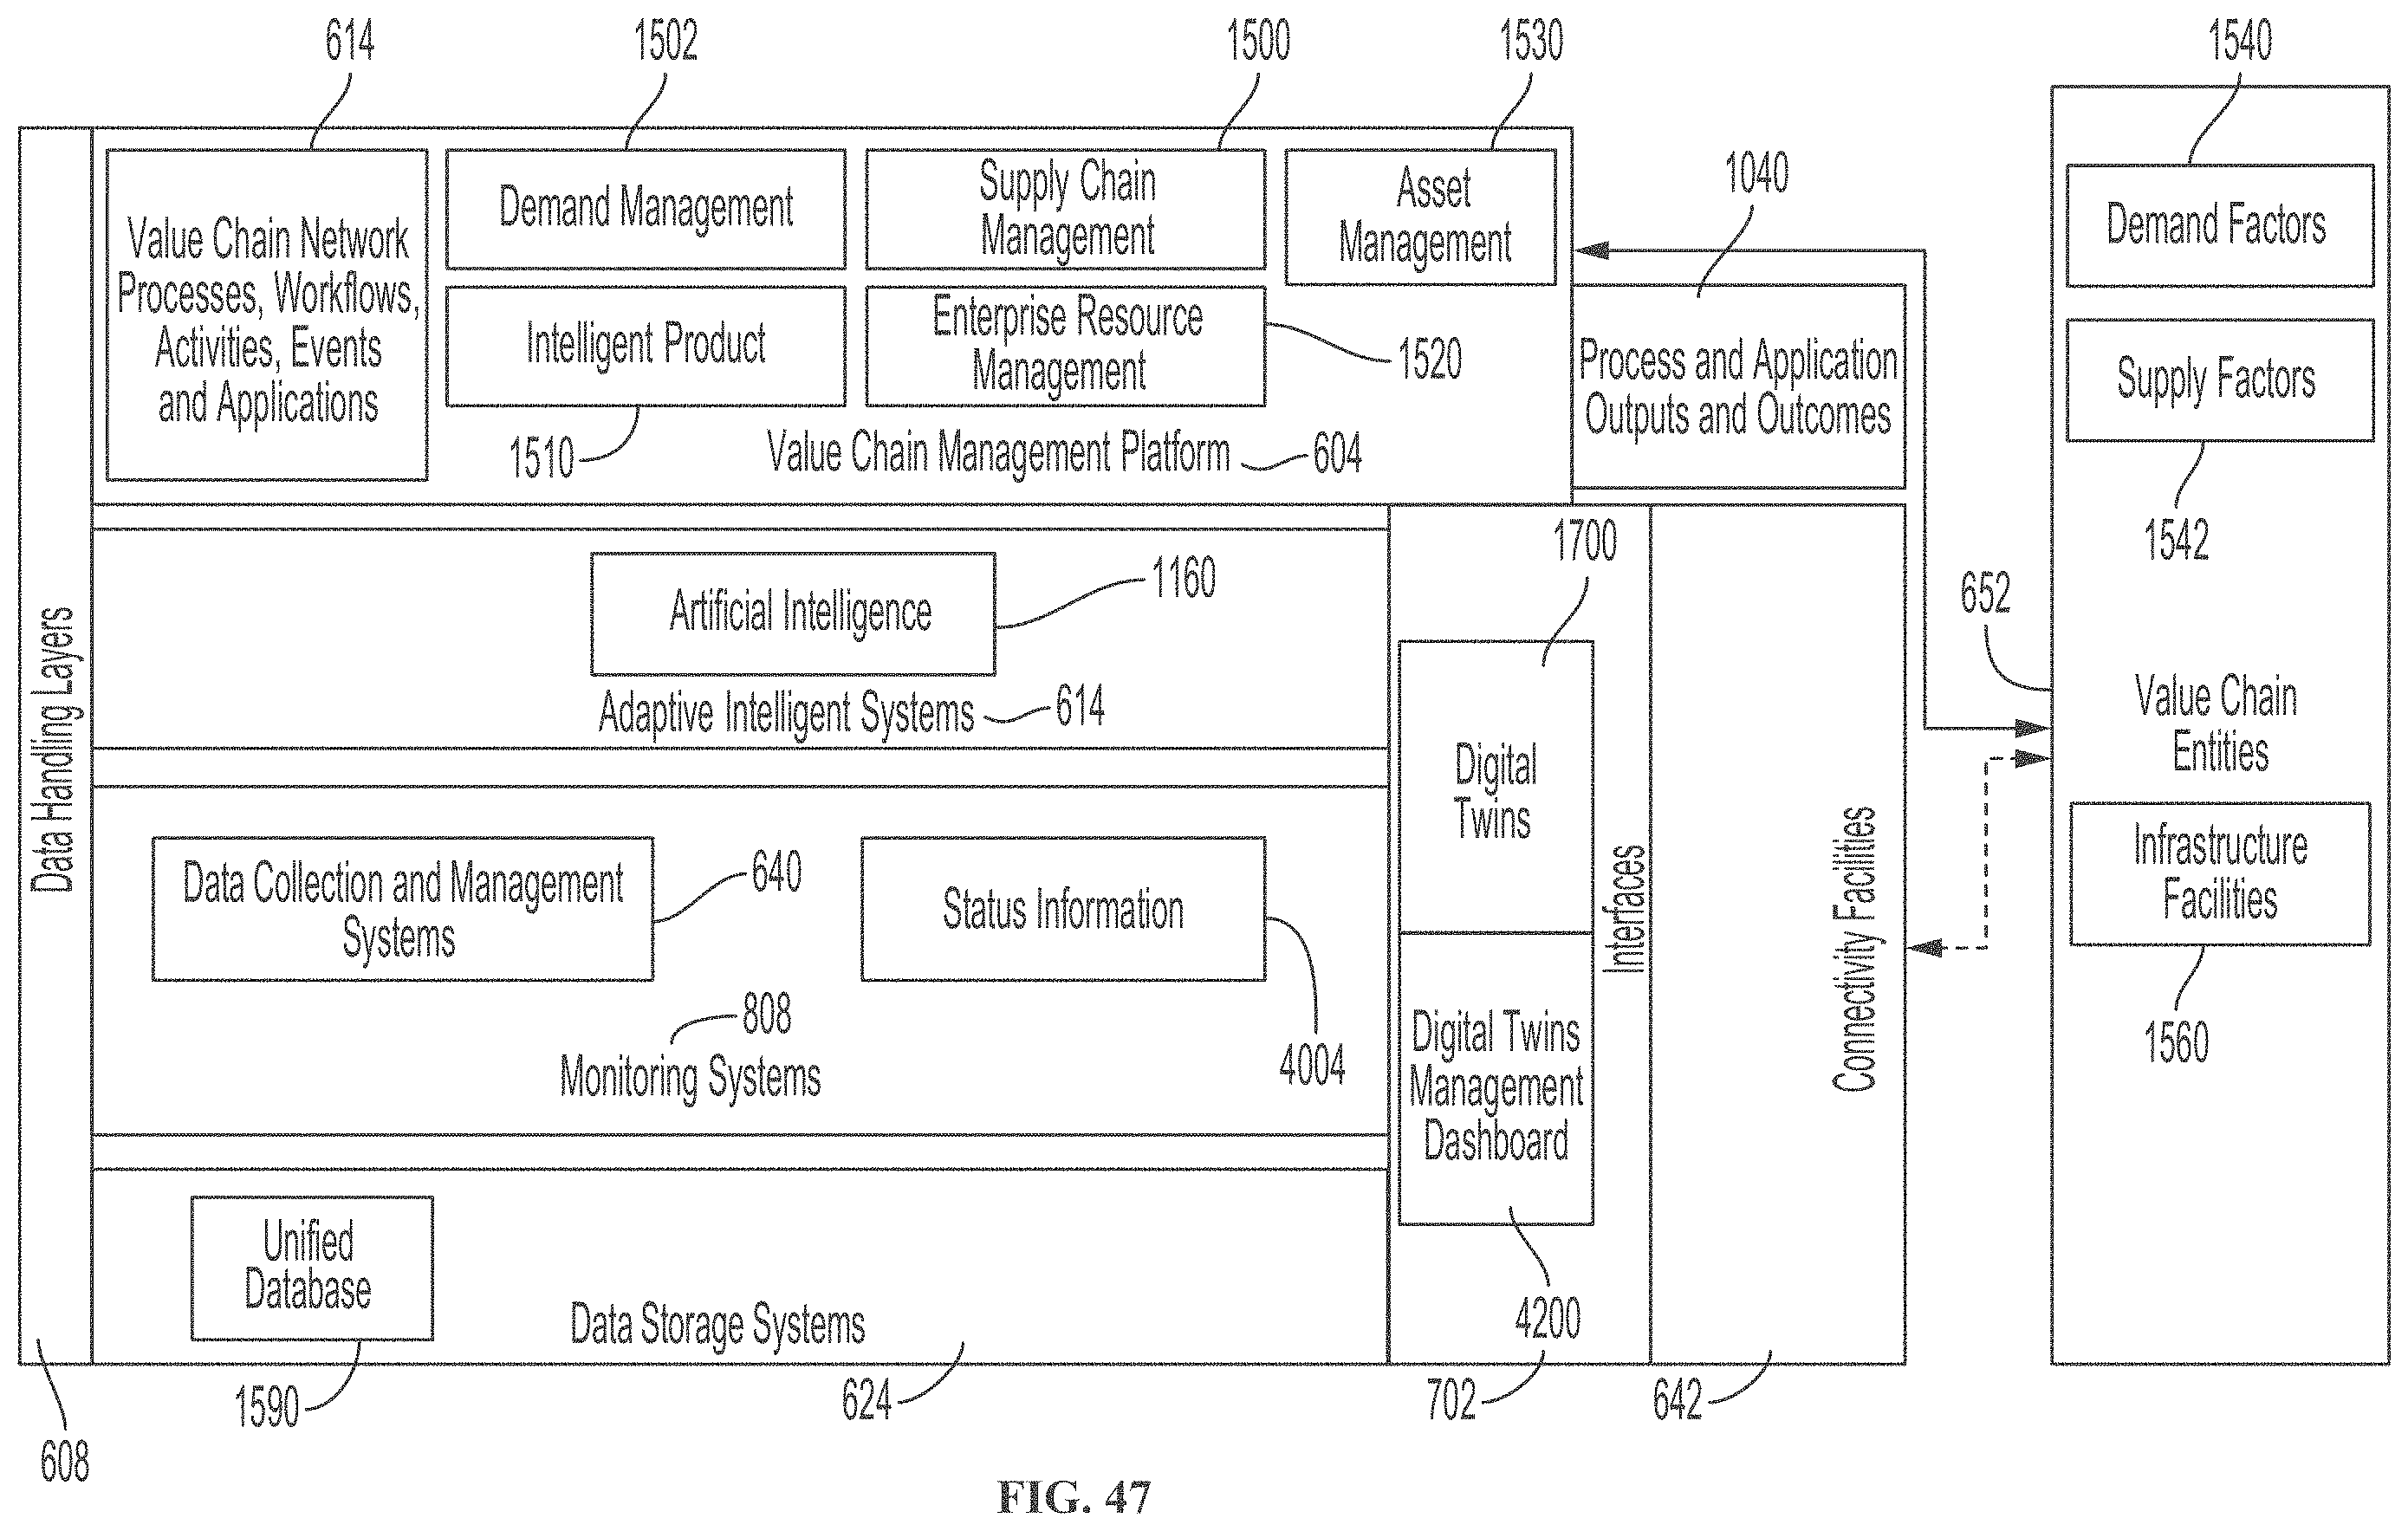 614
1502
1500
1530
1540
Value Chain Network
Processes, Workflows,
Activities, Events
and Applications
Demand Management
Supply Chain
Management
Asset
Management
1040
Demand Factors
Intelligent Product
Enterprise Resource
Management
1520
Process and Application
Outputs and Outcomes
Supply Factors
1510
Value Chain Management Platform
604
1542
Data Handling Layers
Artificial Intelligence
1160
Adaptive Intelligent Systems
614
1700
652
Digital
Twins
Value Chain
Entities
Data Collection and Management
Systems
640
Status Information
Interfaces
Connectivity Facilities
Infrastructure
Facilities
808
Monitoring Systems
4004
Digital Twins
Management
Dashboard
1560
Unified
Database
Data Storage Systems
4200
1590
624
702
642
608
FIG. 47